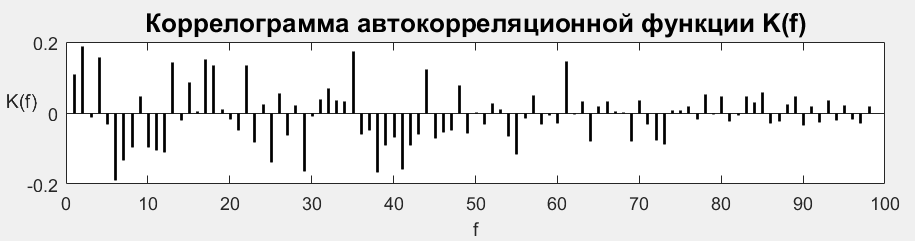 Коррелограмма автокорреляционной функции K(f)
0.2
K(f)
0
-0.2
0 10 20 30 40 50 60 70 80 90 100
f